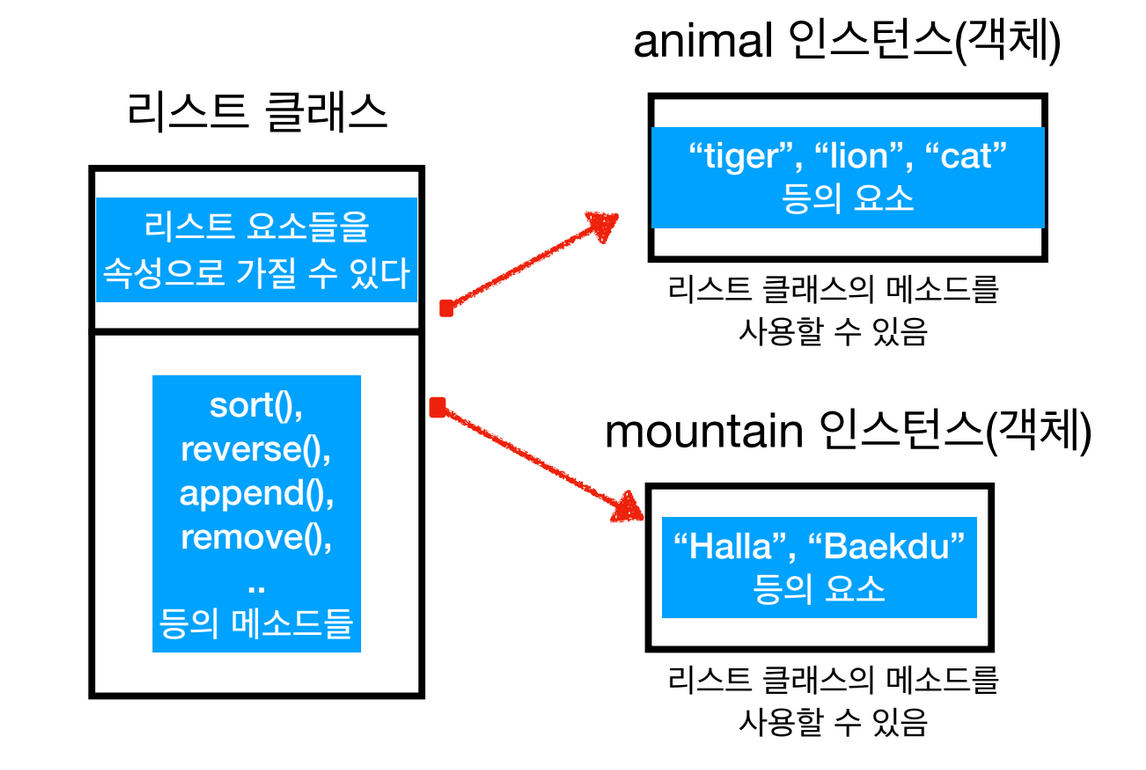 리스트 클래스
리스트 요소들을
속성으로 가질 수 있다
sort(),
reverse(),
append(),
remove(),
..
등의 메소드들
animal 인스턴스(객체)
“tiger”, “lion”, “cat”
등의 요소
리스트 클래스의 메소드를
사용할 수 있음
mountain 인스턴스(객체)
“Halla”, “Baekdu”
등의 요소
리스트 클래스의 메소드를
사용할 수 있음